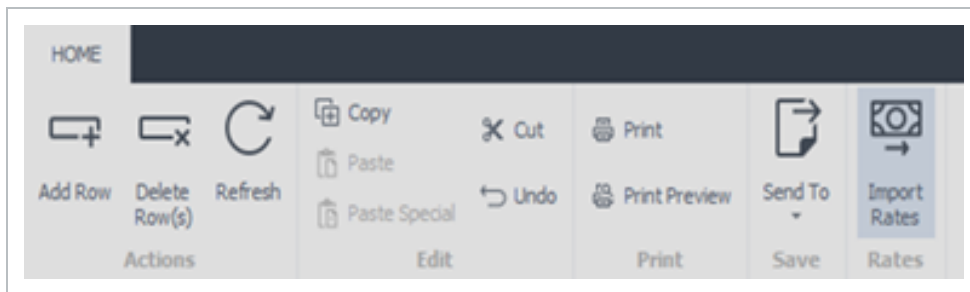 HOME
Add Row
Delete
Row(s)
Refresh
Copy
Paste
Paste Special
Cut
Undo
Print
Print Preview
Send To
Import
Rates
Actions
Edit
Print
Save
Rates